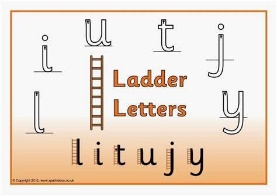 i u t j
l y
Ladder
Letters
l i t u j y